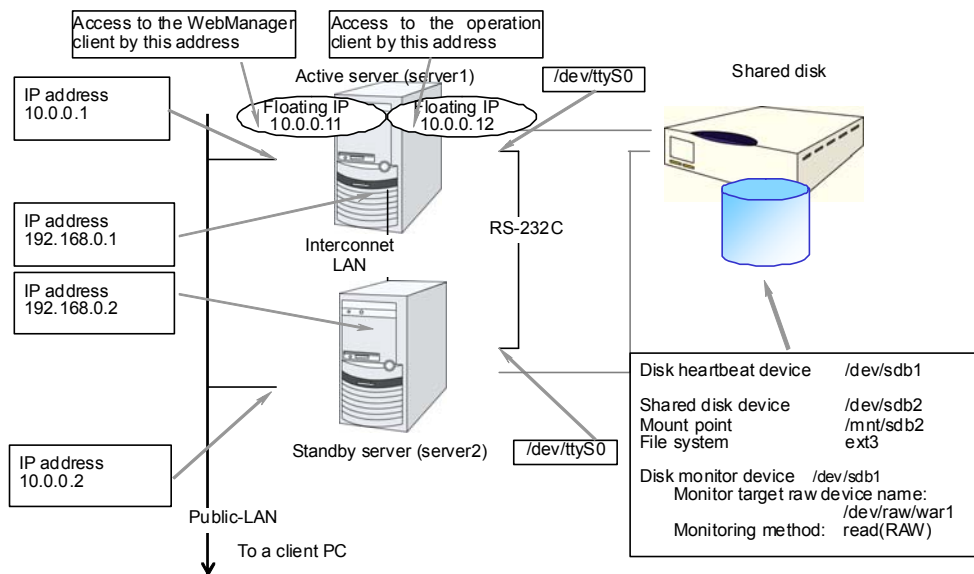 Access to the WebManager
client by this address
Access to the operation
client by this address
Active server (server1)
/dev/ttyS0
Shared disk
IP address
10.0.0.1
Floating IP
10.0.0.11
Floating IP
10.0.0.12
IP address
192.168.0.1
Interconnet
LAN
RS-232C
IP address
192.168.0.2
Disk heartbeat device /dev/sdb1
Shared disk device /dev/sdb2
Mount point /mnt/sdb2
File system ext3
Disk monitor device /dev/sdb1
Monitor target raw device name:
/dev/raw/war1
Monitoring method: read(RAW)
Standby server (server2)
/dev/ttyS0
IP address
10.0.0.2
Public-LAN
To a client PC